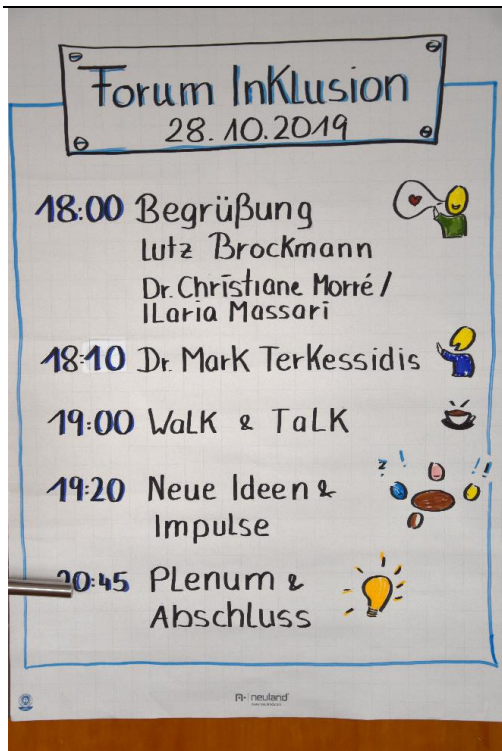 Forum Inklusion
28.10.2019
18:00 Begrüßung
Lutz Brockmann
Dr. Christiane Morré /
Ilaria Massari
18:10 Dr. Mark Terkessidis
19:00 Walk & Talk
19:20 Neue Ideen &
Impulse
20:45 Plenum &
Abschluss
neuland